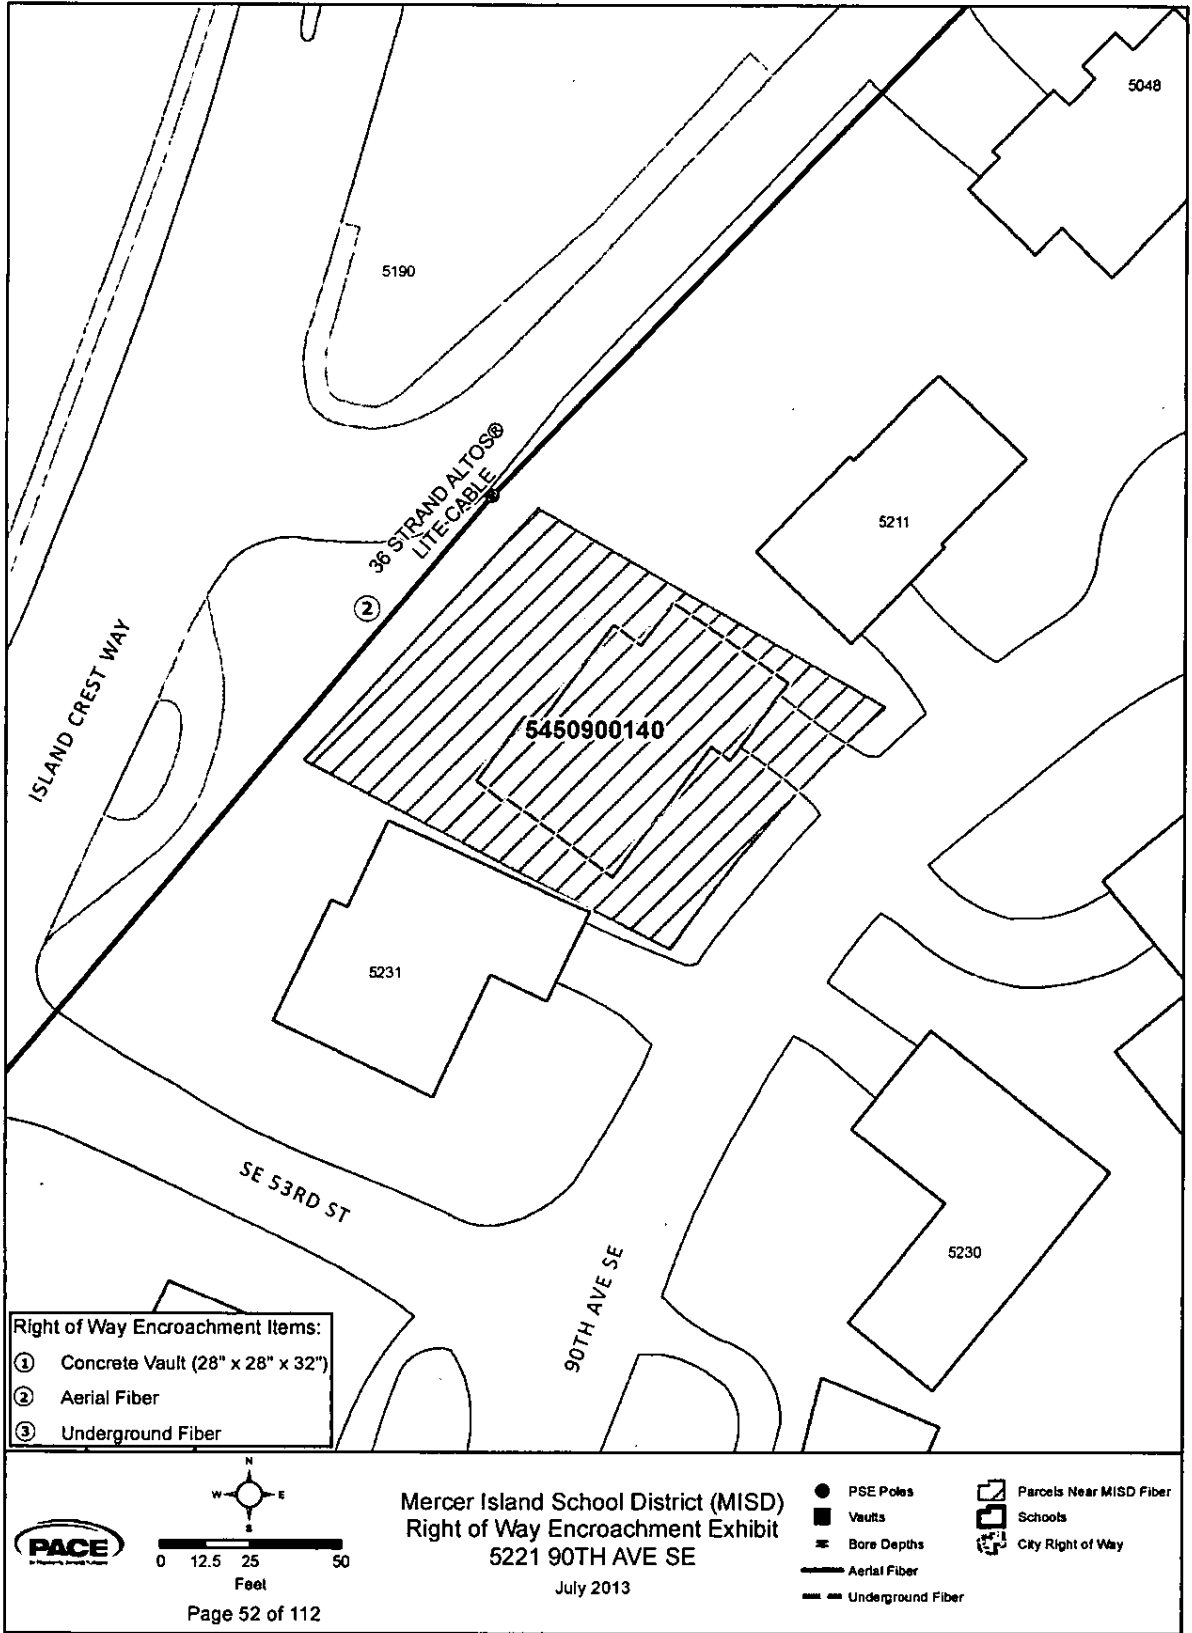 5048
5190
36 STRAND ALTOS®
LITE-CABLE
5211
2
ISLAND CREST WAY
5450900140
5231
SE 53RD ST
90TH AVE SE
5230
Right of Way Encroachment Items:
1 Concrete Vault (28" x 28" x 32")
2 Aerial Fiber
3 Underground Fiber
N
W E
S
PACE
0 12.5 25 50
Feet
Page 52 of 112
Mercer Island School District (MISD)
Right of Way Encroachment Exhibit
5221 90TH AVE SE
July 2013
PSE Poles
Vaults
Bore Depths
Aerial Fiber
Underground Fiber
Parcels Near MISD Fiber
Schools
City Right of Way